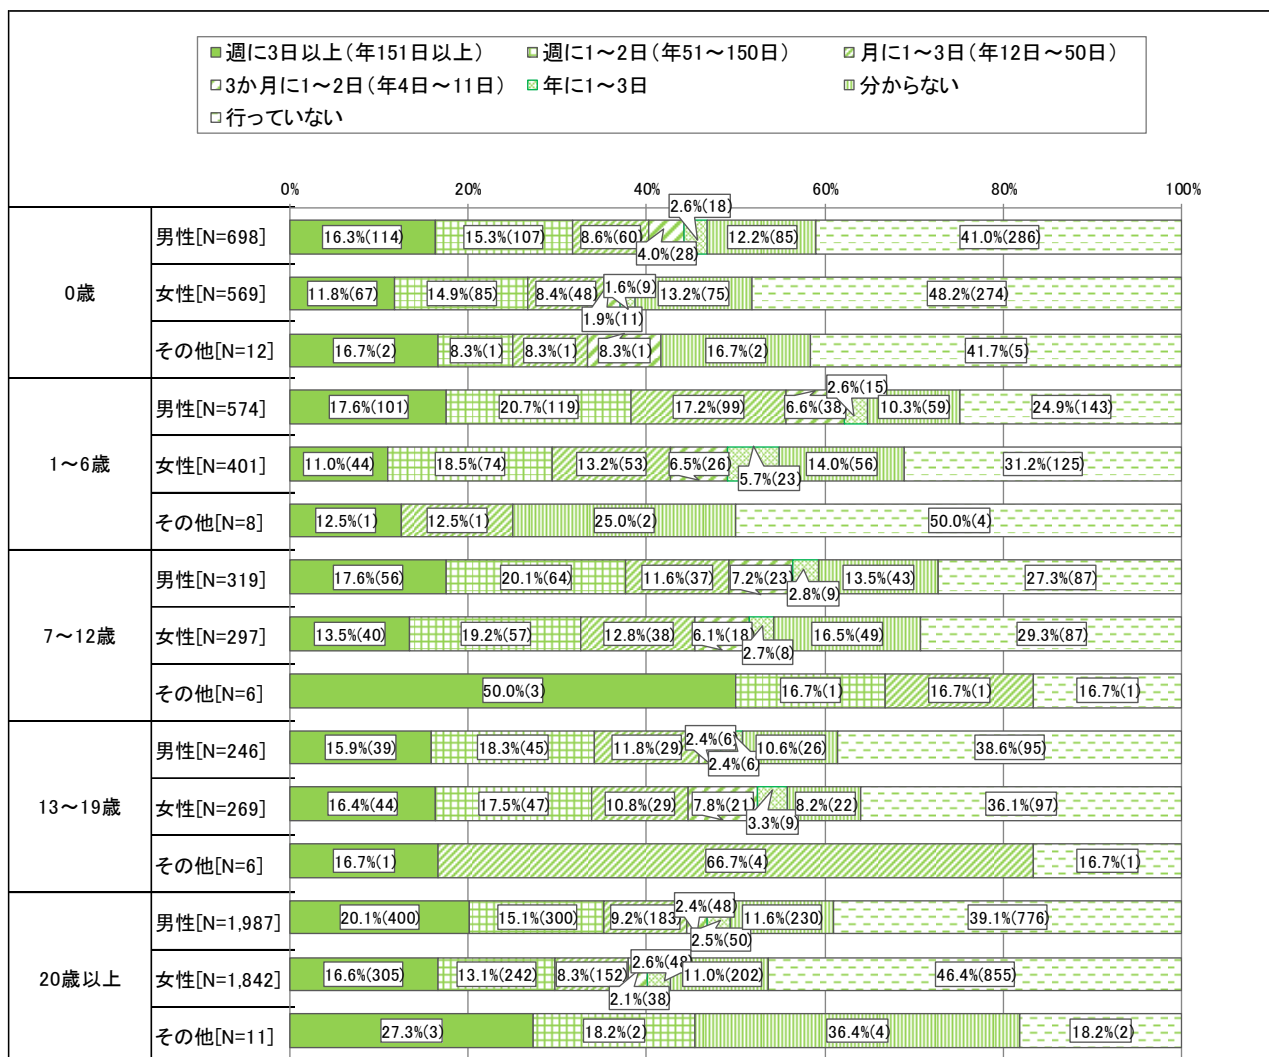 週に3日以上(年151日以上) 週に1～2日(年51～150日) 月に1～3日(年12日～50日)
3か月に1～2日(年4日～11日) 年に1～3日 分からない
行っていない
0% 20% 40% 60% 80% 100%
0歳
男性[N=698] 16.3%(114) 15.3%(107) 8.6%(60) 4.0%(28) 2.6%(18) 12.2%(85) 41.0%(286)
女性[N=569] 11.8%(67) 14.9%(85) 8.4%(48) 1.9%(11) 1.6%(9) 13.2%(75) 48.2%(274)
その他[N=12] 16.7%(2) 8.3%(1) 8.3%(1) 8.3%(1) 16.7%(2) 41.7%(5)
1～6歳
男性[N=574] 17.6%(101) 20.7%(119) 17.2%(99) 6.6%(38) 2.6%(15) 10.3%(59) 24.9%(143)
女性[N=401] 11.0%(44) 18.5%(74) 13.2%(53) 6.5%(26) 5.7%(23) 14.0%(56) 31.2%(125)
その他[N=8] 12.5%(1) 12.5%(1) 25.0%(2) 50.0%(4)
7～12歳
男性[N=319] 17.6%(56) 20.1%(64) 11.6%(37) 7.2%(23) 2.8%(9) 13.5%(43) 27.3%(87)
女性[N=297] 13.5%(40) 19.2%(57) 12.8%(38) 6.1%(18) 2.7%(8) 16.5%(49) 29.3%(87)
その他[N=6] 50.0%(3) 16.7%(1) 16.7%(1) 16.7%(1)
13～19歳
男性[N=246] 15.9%(39) 18.3%(45) 11.8%(29) 2.4%(6) 2.4%(6) 10.6%(26) 38.6%(95)
女性[N=269] 16.4%(44) 17.5%(47) 10.8%(29) 7.8%(21) 3.3%(9) 8.2%(22) 36.1%(97)
その他[N=6] 16.7%(1) 66.7%(4) 16.7%(1)
20歳以上
男性[N=1,987] 20.1%(400) 15.1%(300) 9.2%(183) 2.4%(48) 2.5%(50) 11.6%(230) 39.1%(776)
女性[N=1,842] 16.6%(305) 13.1%(242) 8.3%(152) 2.1%(38) 2.6%(48) 11.0%(202) 46.4%(855)
その他[N=11] 27.3%(3) 18.2%(2) 36.4%(4) 18.2%(2)